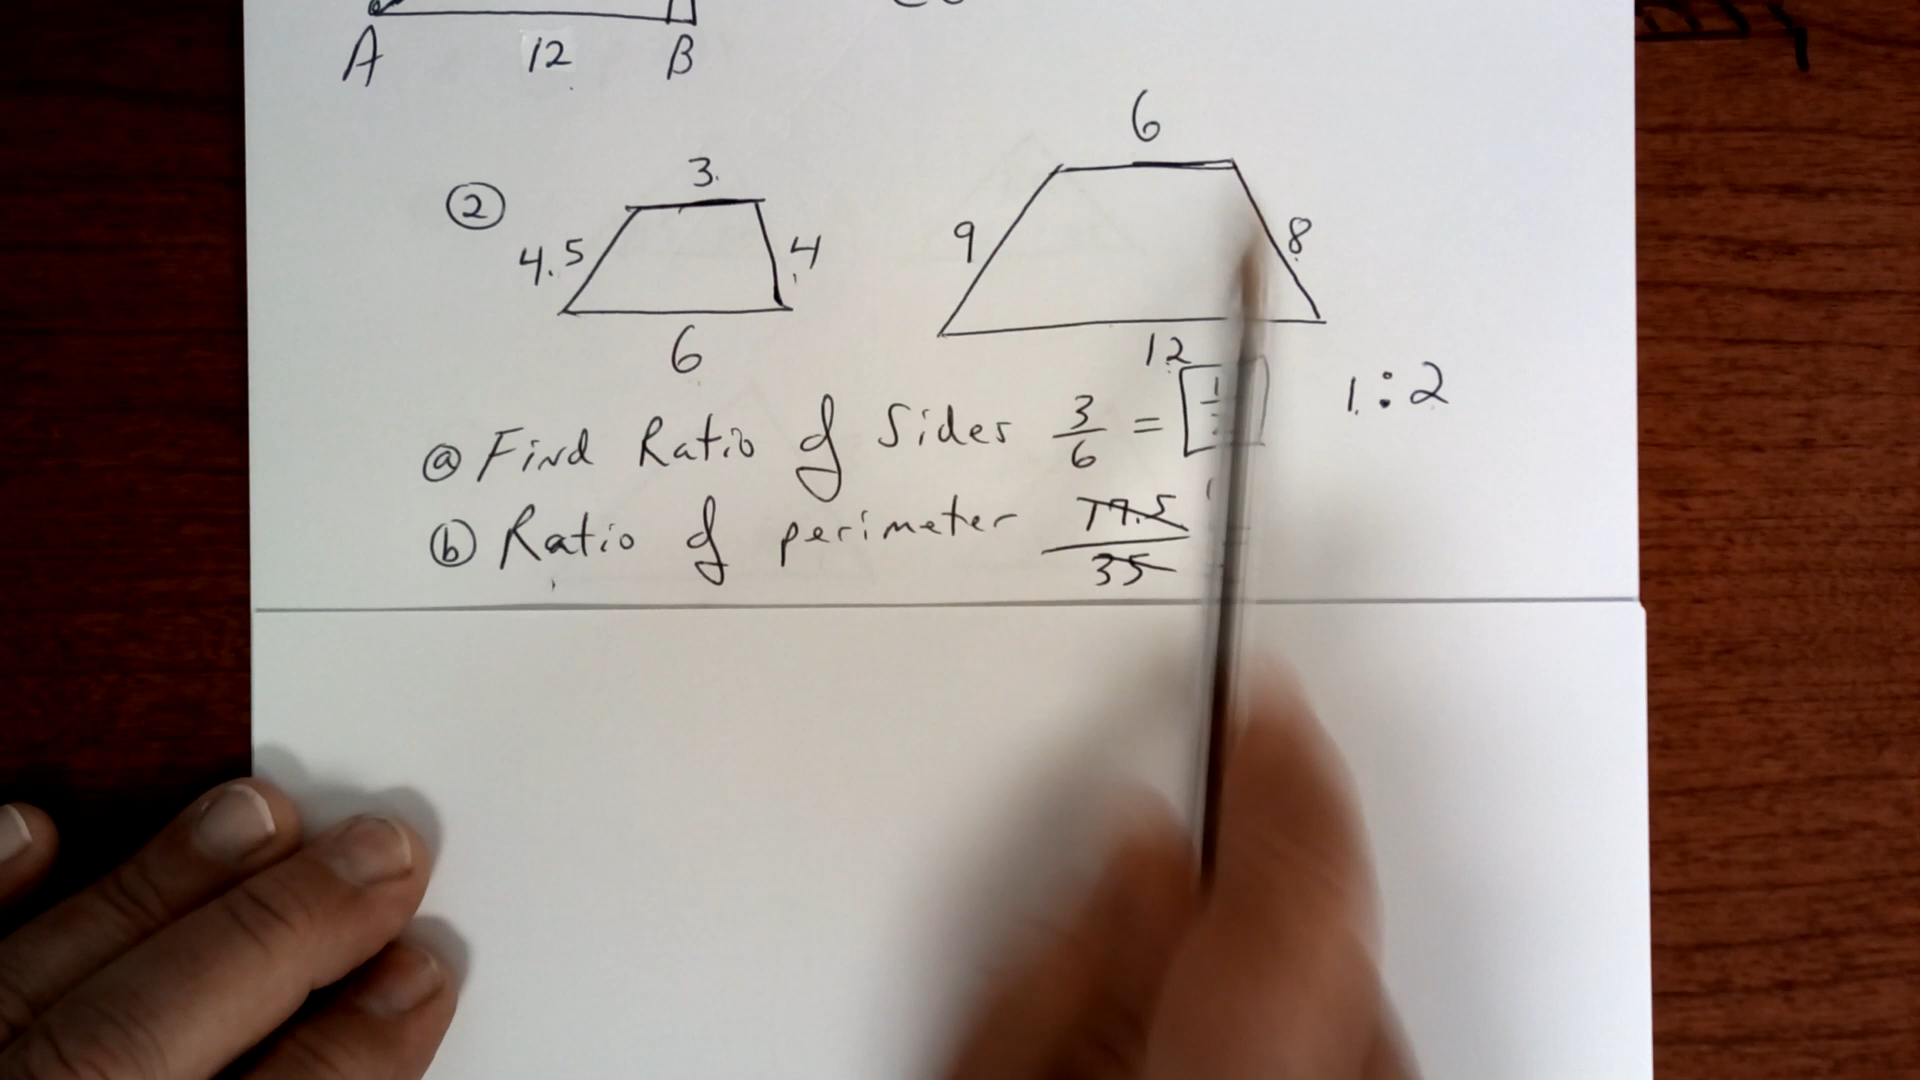 A 12 B
6
3.
② 4.5 4 9 8
6 12
ⓐ Find Ratio of Sides 3/6 = 1 1:2
ⓑ Ratio of perimeter 17.5/35